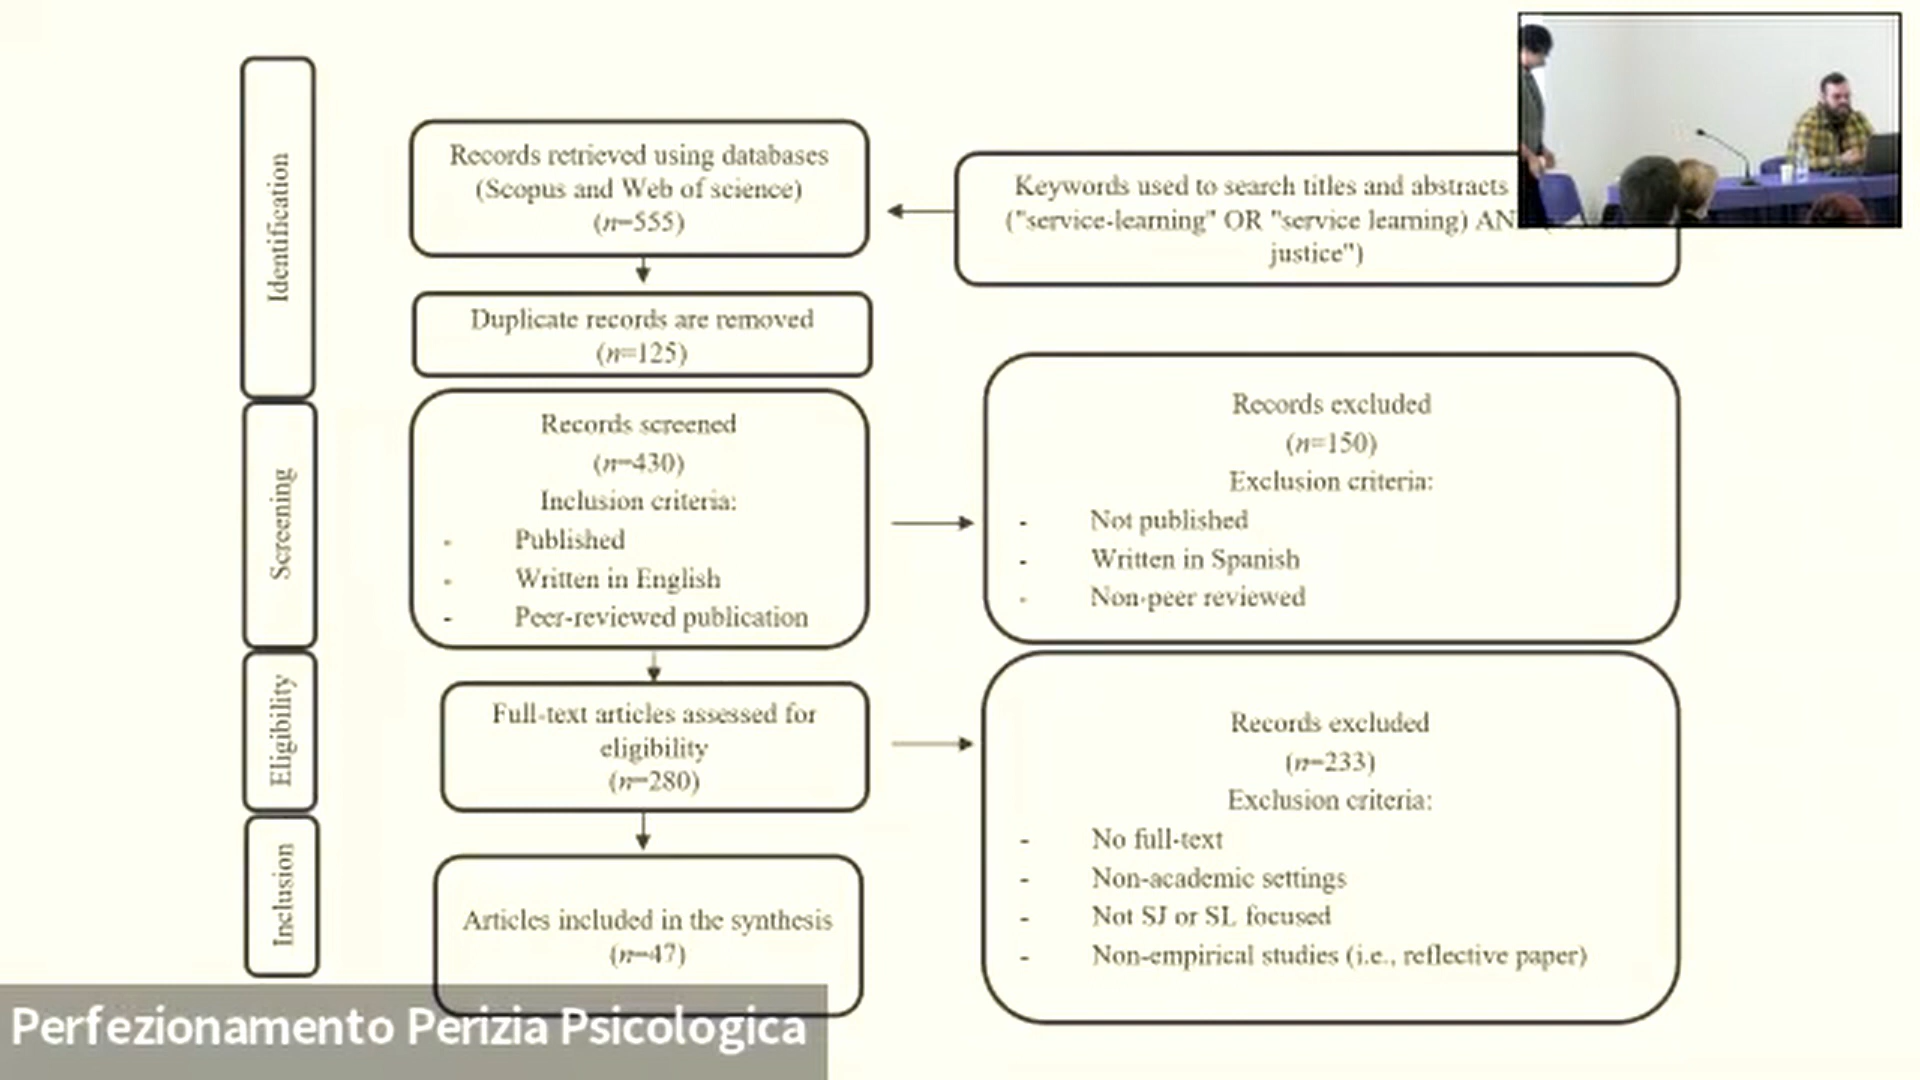 Identification
Records retrieved using databases
(Scopus and Web of science)
(n=555)
Keywords used to search titles and abstracts
("service-learning" OR "service learning) AN
justice")
Duplicate records are removed
(n=125)
Screening
Records screened
(n=430)
Inclusion criteria:
- Published
- Written in English
- Peer-reviewed publication
Records excluded
(n=150)
Exclusion criteria:
- Not published
- Written in Spanish
- Non-peer reviewed
Eligibility
Full-text articles assessed for
eligibility
(n=280)
Records excluded
(n=233)
Exclusion criteria:
- No full-text
- Non-academic settings
- Not SJ or SL focused
- Non-empirical studies (i.e., reflective paper)
Inclusion
Articles included in the synthesis
(n=47)
Perfezionamento Perizia Psicologica